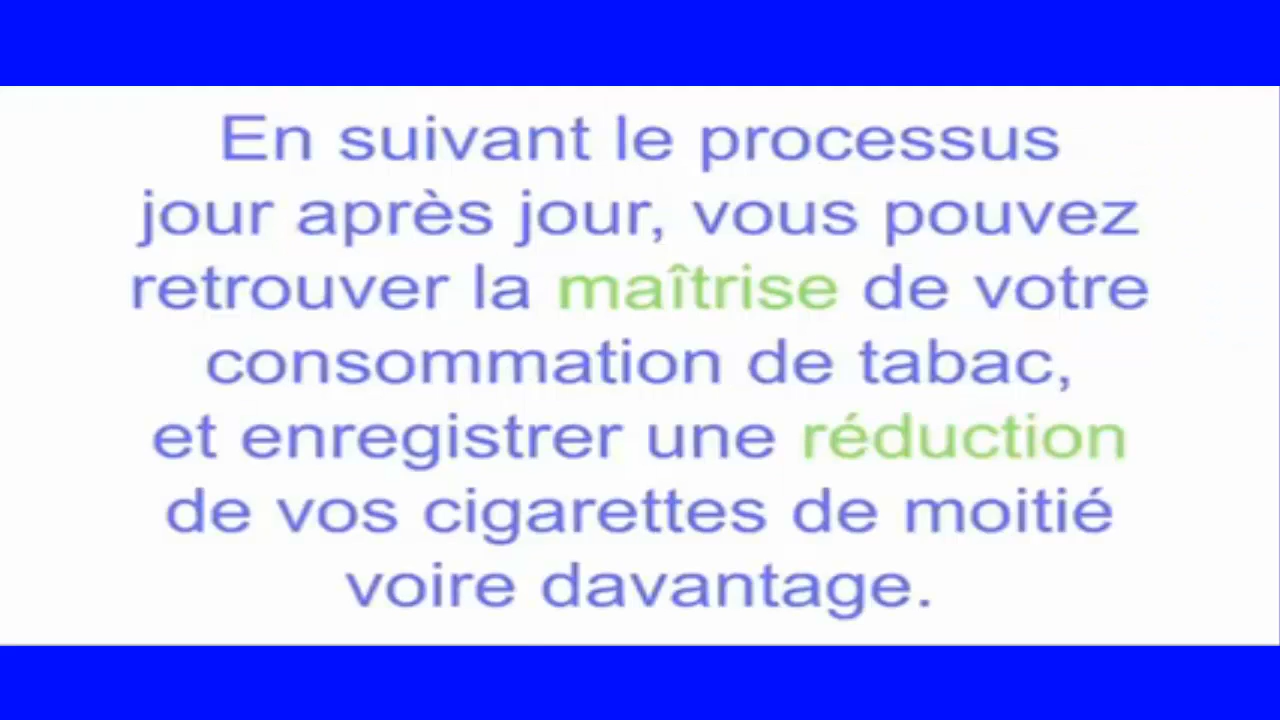 En suivant le processus
jour après jour, vous pouvez
retrouver la maîtrise de votre
consommation de tabac,
et enregistrer une réduction
de vos cigarettes de moitié
voire davantage.